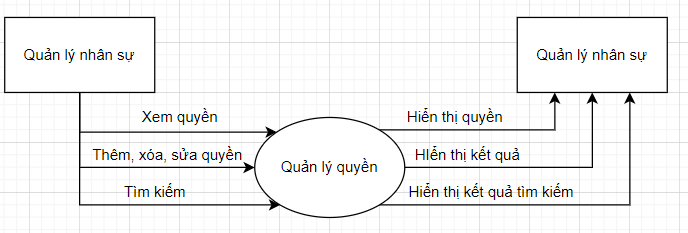 Quản lý nhân sự
Quản lý nhân sự
Xem quyền
Hiển thị quyền
Thêm, xóa, sửa quyền
Quản lý quyền
HIển thị kết quả
Tìm kiếm
Hiển thị kết quả tìm kiếm